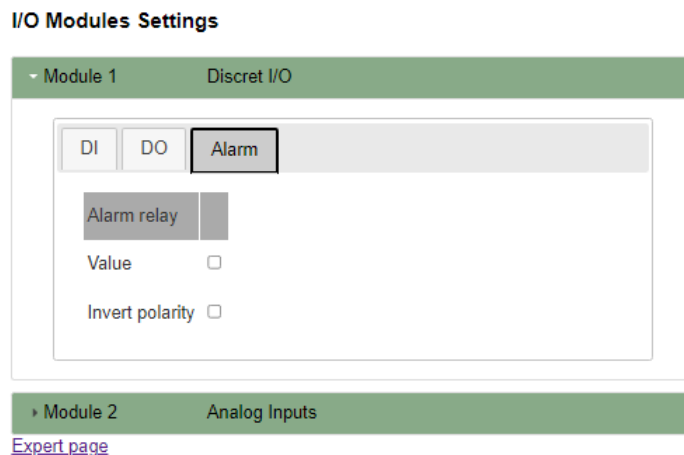 I/O Modules Settings
Module 1 Discret I/O
DI DO Alarm
Alarm relay
Value
Invert polarity
Module 2 Analog Inputs
Expert page